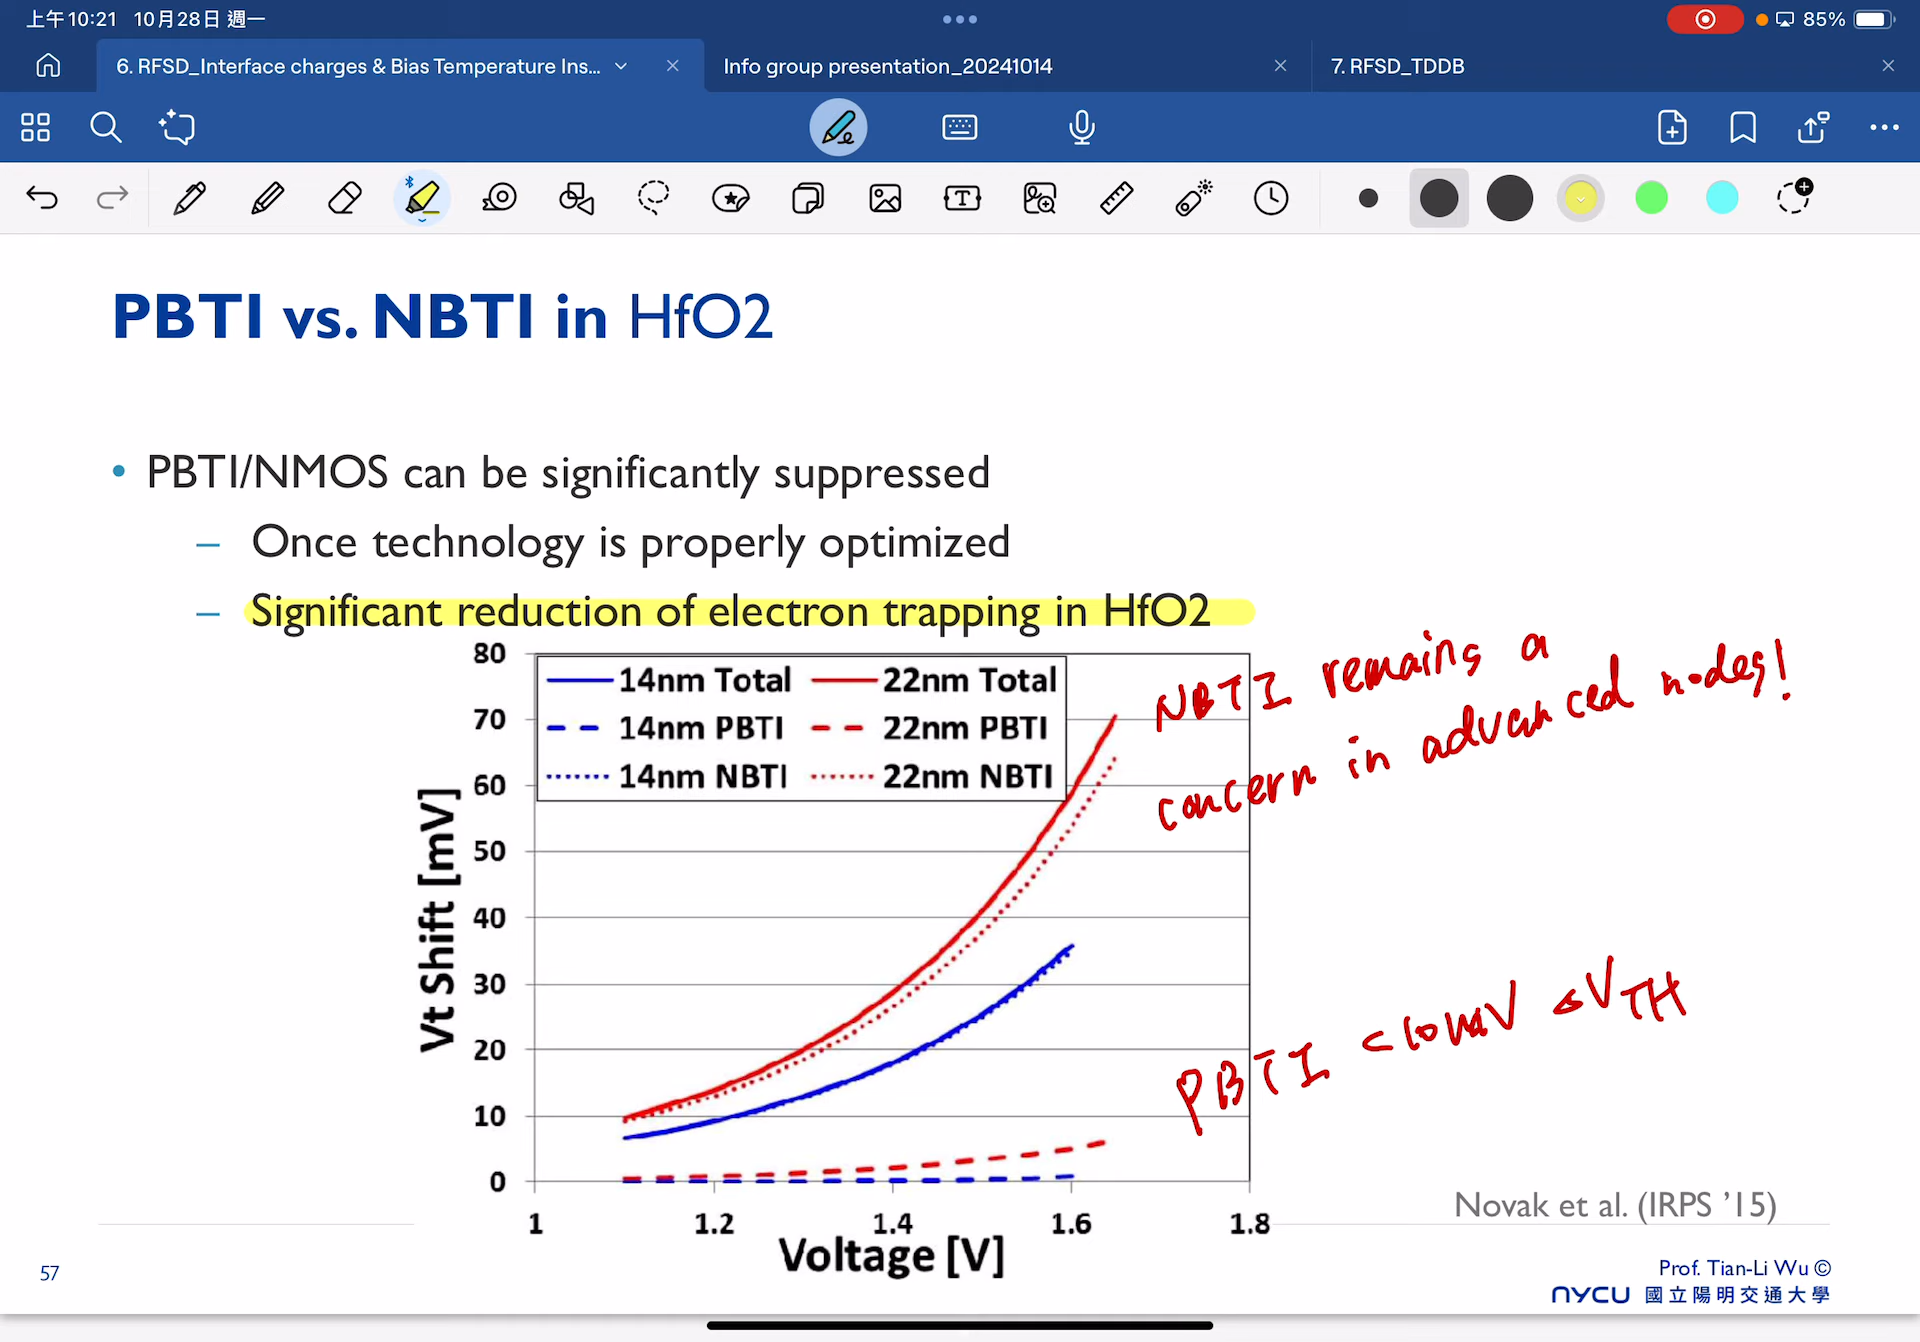 上午10:21 10月28日 週一
85%
6. RFSD_Interface charges & Bias Temperature Ins...
Info group presentation_20241014
7. RFSD_TDDB
PBTI vs. NBTI in HfO2
• PBTI/NMOS can be significantly suppressed
– Once technology is properly optimized
– Significant reduction of electron trapping in HfO2
NBTI remains a
concern in advanced nodes!
14nm Total 22nm Total
14nm PBTI 22nm PBTI
14nm NBTI 22nm NBTI
Vt Shift [mV]
80
70
60
50
40
30
20
10
0
PBTI <10mV ΔVTH
1 1.2 1.4 1.6 1.8
Voltage [V]
Novak et al. (IRPS ’15)
57
Prof. Tian-Li Wu ©
NYCU 國立陽明交通大學